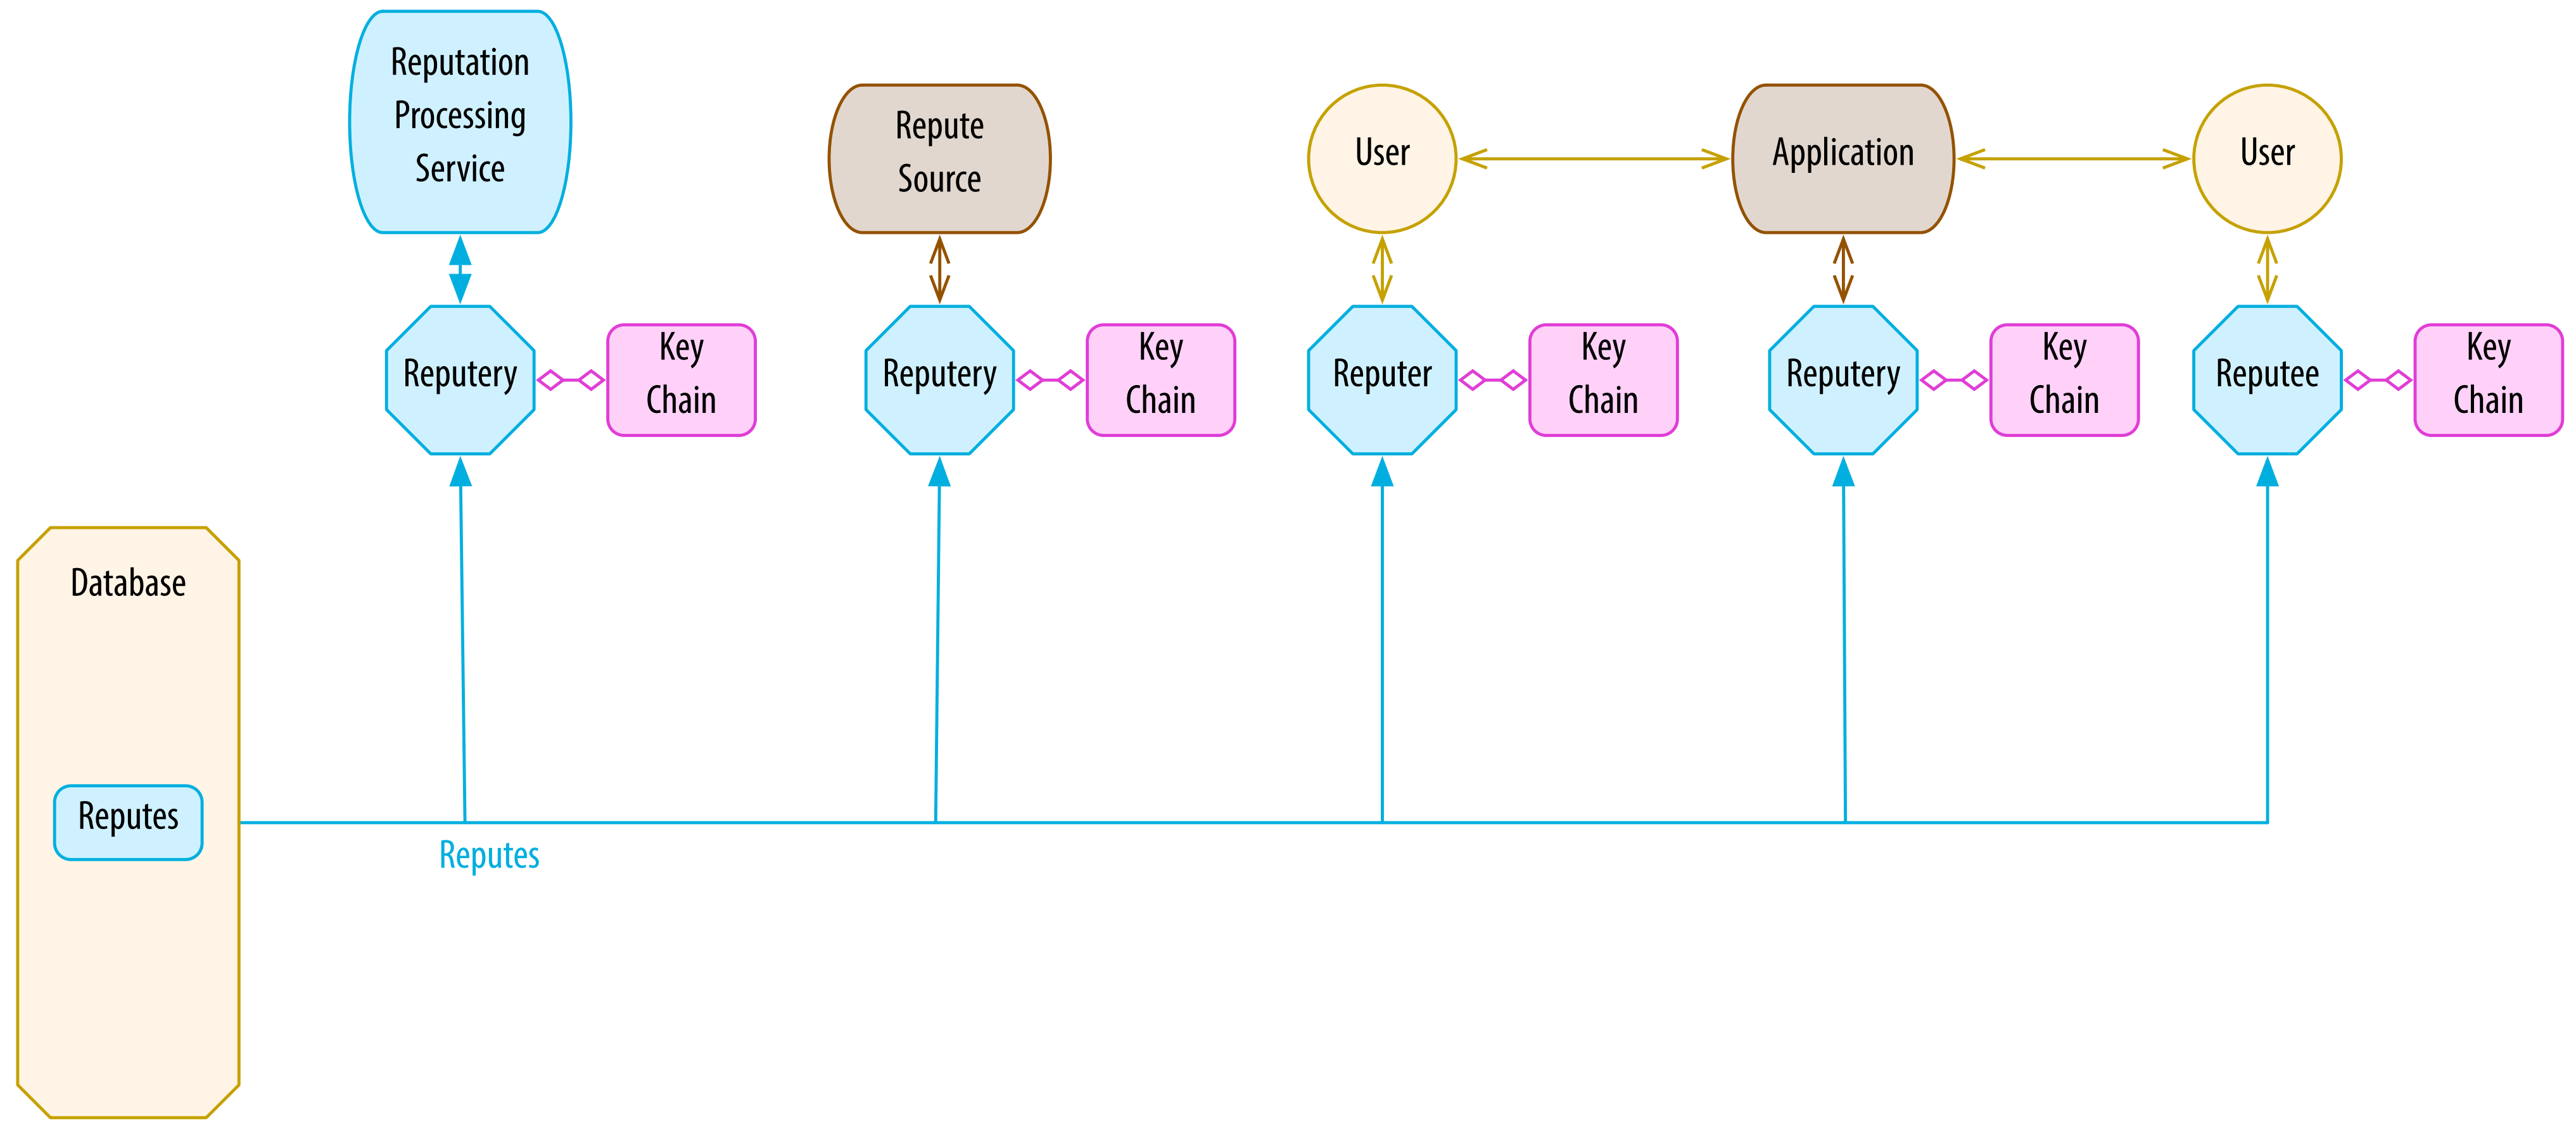 Reputation
Processing
Service
Repute
Source
User
Application
User
Reputery
Key
Chain
Reputery
Key
Chain
Reputer
Key
Chain
Reputery
Key
Chain
Reputee
Key
Chain
Database
Reputes
Reputes